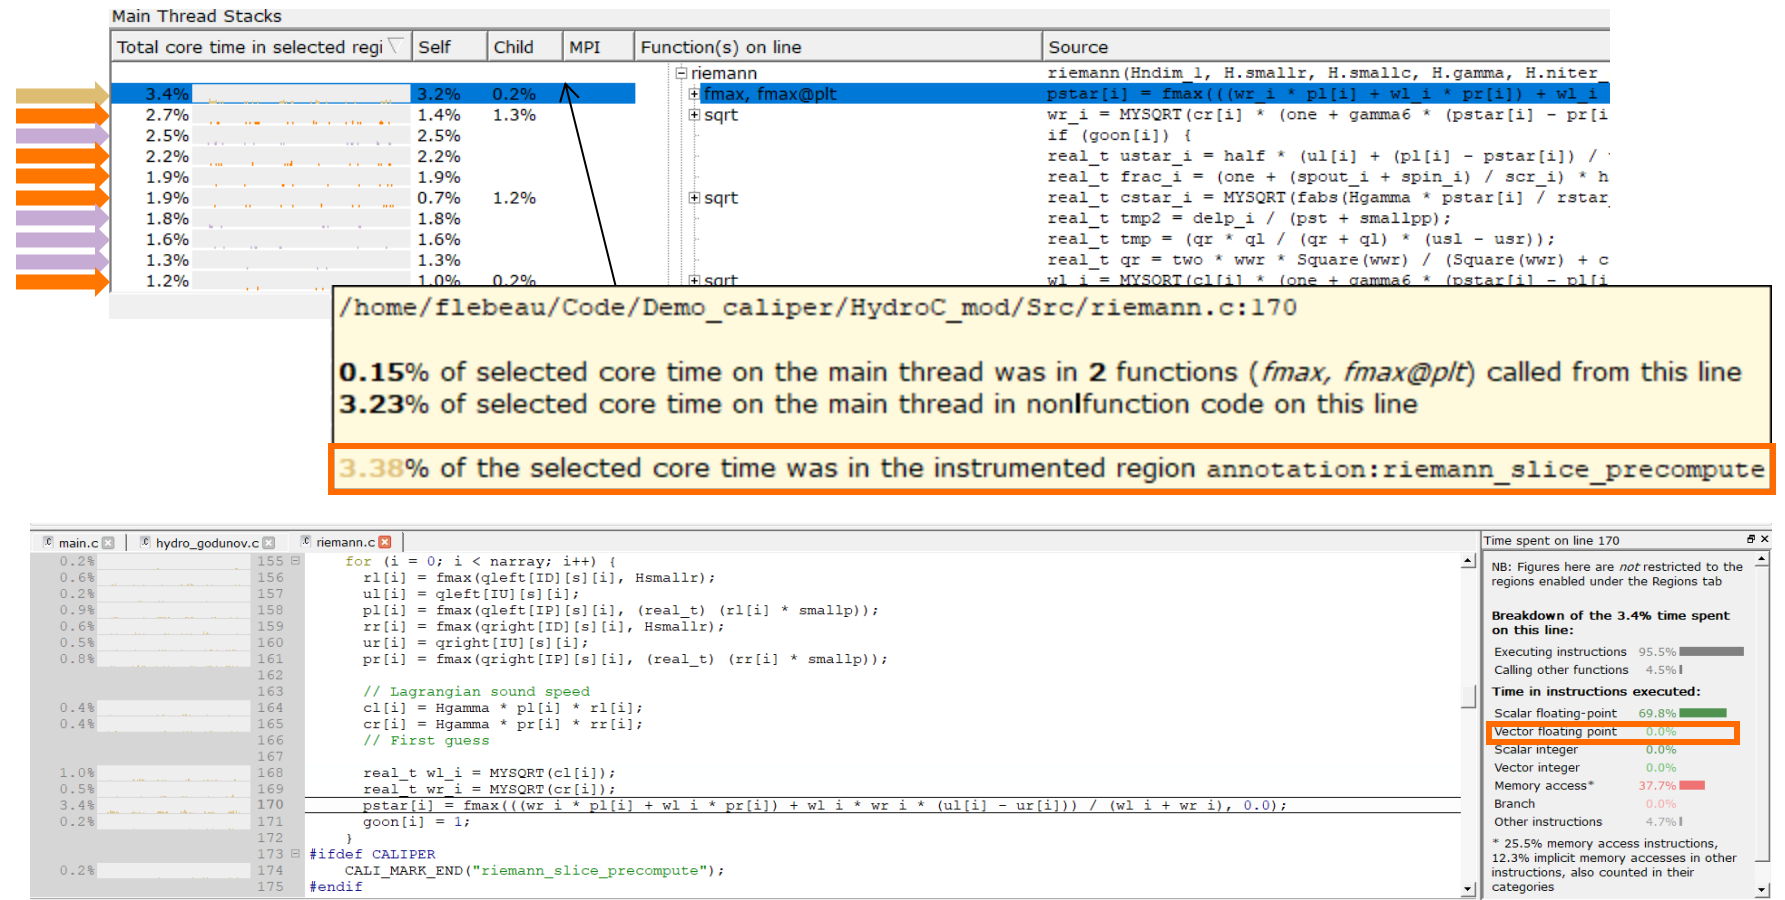 Main Thread Stacks
Total core time in selected regi Self Child MPI Function(s) on line Source
riemann riemann(Hndim_1, H.smallr, H.smallc, H.gamma, H.niter_
3.4% 3.2% 0.2% fmax, fmax@plt pstar[i] = fmax(((wr_i * pl[i] + wl_i * pr[i]) + wl_i
2.7% 1.4% 1.3% sqrt wr_i = MYSQRT(cr[i] * (one + gamma6 * (pstar[i] - pr[i
2.5% 2.5% if (goon[i]) {
2.2% 2.2% real_t ustar_i = half * (ul[i] + (pl[i] - pstar[i]) /
1.9% 1.9% real_t frac_i = (one + (spout_i + spin_i) / scr_i) * h
1.9% 0.7% 1.2% sqrt real_t cstar_i = MYSQRT(fabs(Hgamma * pstar[i] / rstar
1.8% 1.8% real_t tmp2 = delp_i / (pst + smallpp);
1.6% 1.6% real_t tmp = (qr * ql / (qr + ql) * (usl - usr));
1.3% 1.3% real_t qr = two * wwr * Square(wwr) / (Square(wwr) + c
1.2% 1.0% 0.2% sqrt wl_i = MYSQRT(cl[i] * (one + gamma6 * (pstar[i] - pl[i
/home/flebeau/Code/Demo_caliper/HydroC_mod/Src/riemann.c:170
0.15% of selected core time on the main thread was in 2 functions (fmax, fmax@plt) called from this line
3.23% of selected core time on the main thread in nonlfunction code on this line
3.38% of the selected core time was in the instrumented region annotation:riemann_slice_precompute
main.c hydro_godunov.c riemann.c
0.2% 155 for (i = 0; i < narray; i++) {
0.6% 156 rl[i] = fmax(qleft[ID][s][i], Hsmallr);
0.2% 157 ul[i] = qleft[IU][s][i];
0.9% 158 pl[i] = fmax(qleft[IP][s][i], (real_t) (rl[i] * smallp));
0.6% 159 rr[i] = fmax(qright[ID][s][i], Hsmallr);
0.5% 160 ur[i] = qright[IU][s][i];
0.8% 161 pr[i] = fmax(qright[IP][s][i], (real_t) (rr[i] * smallp));
162
163 // Lagrangian sound speed
0.4% 164 cl[i] = Hgamma * pl[i] * rl[i];
0.4% 165 cr[i] = Hgamma * pr[i] * rr[i];
166 // First guess
167
1.0% 168 real_t wl_i = MYSQRT(cl[i]);
0.5% 169 real_t wr_i = MYSQRT(cr[i]);
3.4% 170 pstar[i] = fmax(((wr_i * pl[i] + wl_i * pr[i]) + wl_i * wr_i * (ul[i] - ur[i])) / (wl_i + wr_i), 0.0);
0.2% 171 goon[i] = 1;
172 }
173 #ifdef CALIPER
0.2% 174 CALI_MARK_END("riemann_slice_precompute");
175 #endif
Time spent on line 170
NB: Figures here are not restricted to the
regions enabled under the Regions tab
Breakdown of the 3.4% time spent
on this line:
Executing instructions 95.5%
Calling other functions 4.5%
Time in instructions executed:
Scalar floating-point 69.8%
Vector floating point 0.0%
Scalar integer 0.0%
Vector integer 0.0%
Memory access* 37.7%
Branch 0.0%
Other instructions 4.7%
* 25.5% memory access instructions,
12.3% implicit memory accesses in other
instructions, also counted in their
categories